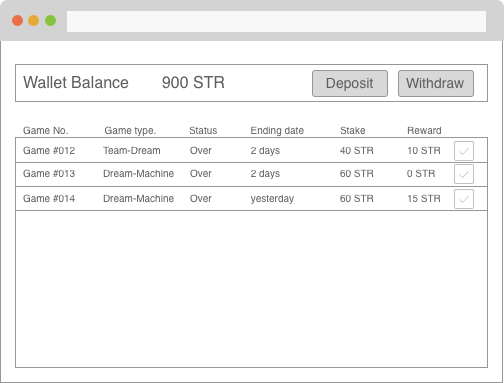 Wallet Balance 900 STR Deposit Withdraw
Game No. Game type. Status Ending date Stake Reward
Game #012 Team-Dream Over 2 days 40 STR 10 STR
Game #013 Dream-Machine Over 2 days 60 STR 0 STR
Game #014 Dream-Machine Over yesterday 60 STR 15 STR